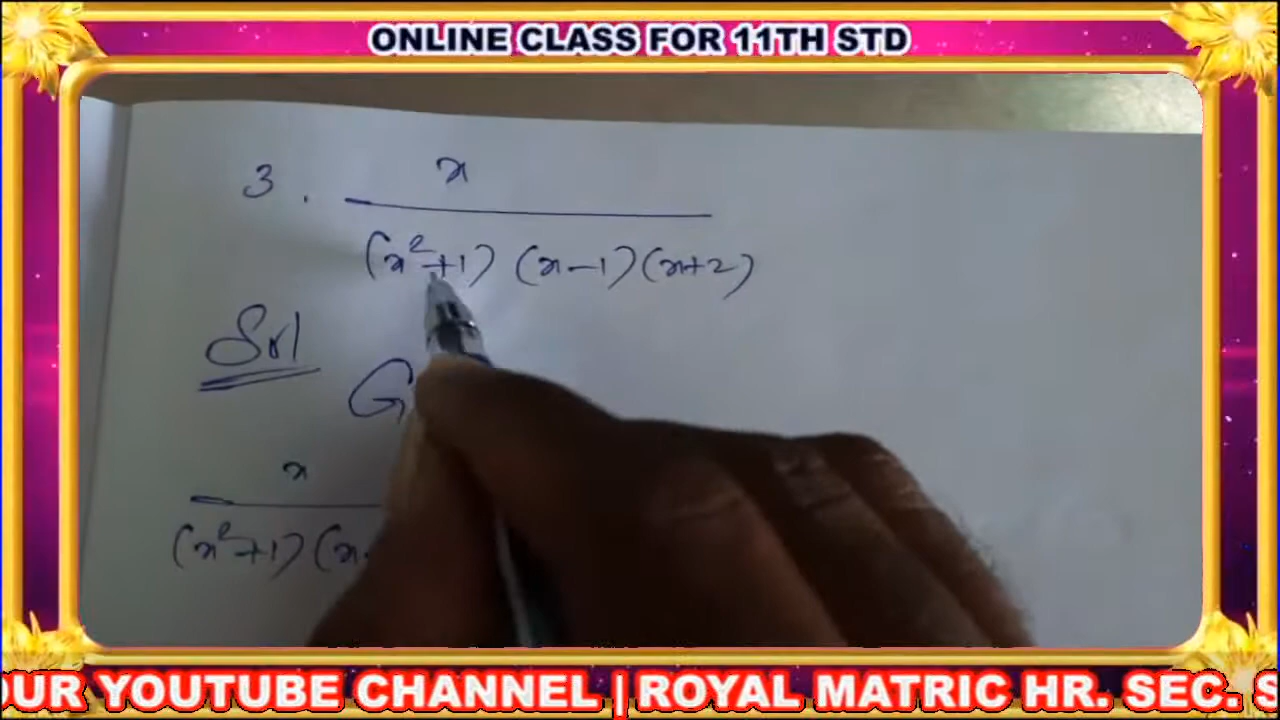 ONLINE CLASS FOR 11TH STD
3. x
(x²+1) (x-1)(x+2)
Sol
G
x
(x²+1)(x-
OUR YOUTUBE CHANNEL | ROYAL MATRIC HR. SEC. S